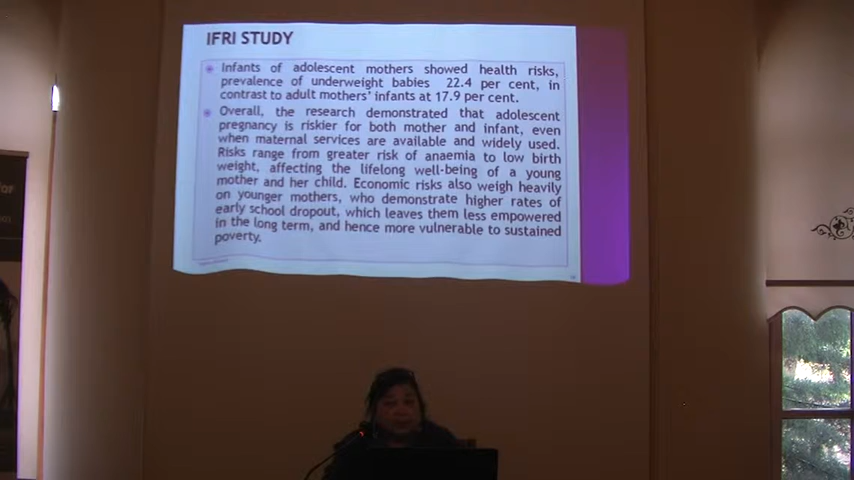 IFRI STUDY
Infants of adolescent mothers showed health risks,
prevalence of underweight babies 22.4 per cent, in
contrast to adult mothers' infants at 17.9 per cent.
Overall, the research demonstrated that adolescent
pregnancy is riskier for both mother and infant, even
when maternal services are available and widely used.
Risks range from greater risk of anaemia to low birth
weight, affecting the lifelong well-being of a young
mother and her child. Economic risks also weigh heavily
on younger mothers, who demonstrate higher rates of
early school dropout, which leaves them less empowered
in the long term, and hence more vulnerable to sustained
poverty.